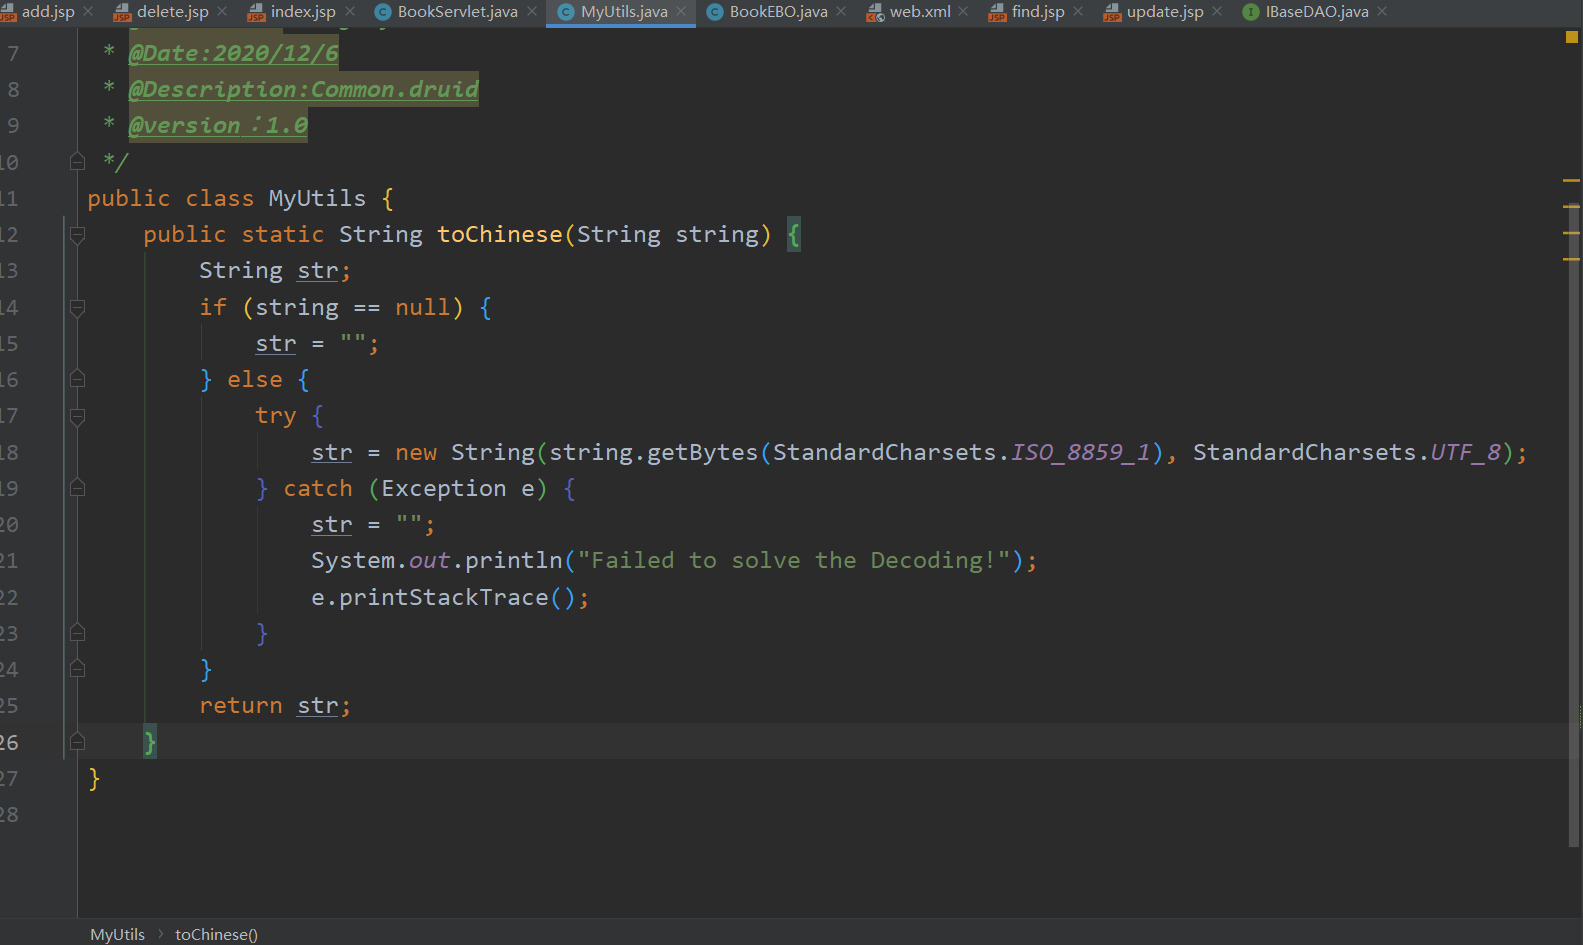 add.jsp delete.jsp index.jsp BookServlet.java MyUtils.java BookEBO.java web.xml find.jsp update.jsp IBaseDAO.java
7 * @Date:2020/12/6
8 * @Description:Common.druid
9 * @version：1.0
10 */
11 public class MyUtils {
12 public static String toChinese(String string) {
13 String str;
14 if (string == null) {
15 str = "";
16 } else {
17 try {
18 str = new String(string.getBytes(StandardCharsets.ISO_8859_1), StandardCharsets.UTF_8);
19 } catch (Exception e) {
20 str = "";
21 System.out.println("Failed to solve the Decoding!");
22 e.printStackTrace();
23 }
24 }
25 return str;
26 }
27 }
28
MyUtils › toChinese()